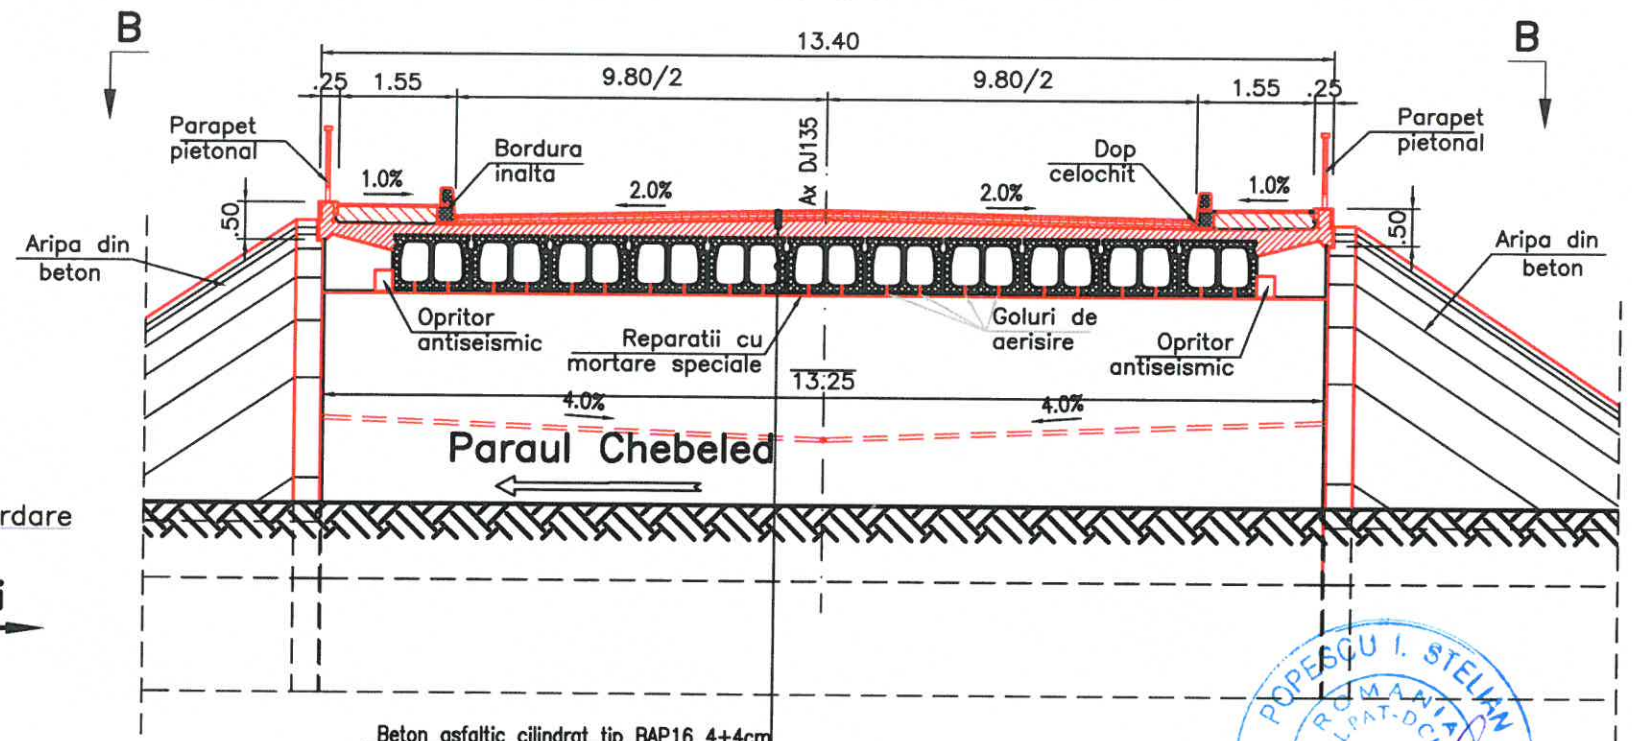 B
B
13.40
.25
1.55
9.80/2
9.80/2
1.55
.25
Parapet
pietonal
Bordura
inalta
Ax DJ135
Dop
celochit
Parapet
pietonal
1.0%
2.0%
2.0%
1.0%
.50
.50
Aripa din
beton
Aripa din
beton
Opritor
antiseismic
Reparatii cu
mortare speciale
Goluri de
aerisire
Opritor
antiseismic
13.25
4.0%
4.0%
Paraul Chebeled
rdare
i
POPESCU I. STELIAN
ROMANIA
Beton asfaltic cilindrat tip BAP16 4+4cm